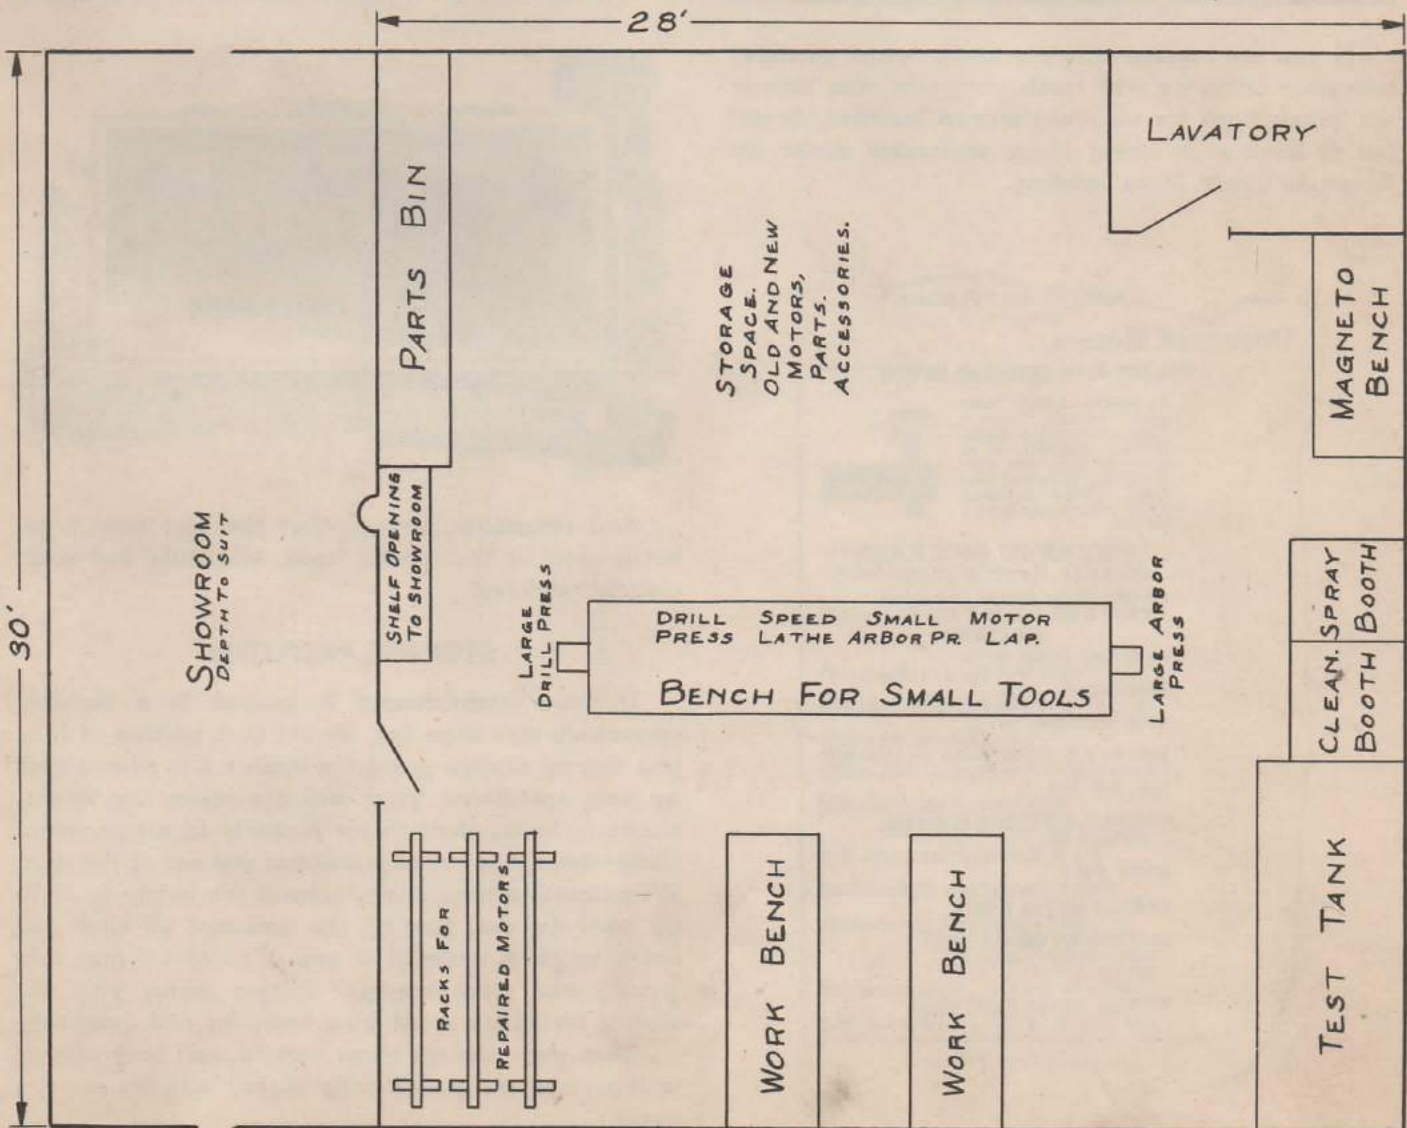 28'
30'
SHOWROOM
DEPTH TO SUIT
PARTS BIN
SHELF OPENING
TO SHOWROOM
LAVATORY
STORAGE
SPACE.
OLD AND NEW
MOTORS,
PARTS.
ACCESSORIES.
MAGNETO
BENCH
LARGE
DRILL PRESS
DRILL SPEED SMALL MOTOR
PRESS LATHE ARBOR PR. LAP.
BENCH FOR SMALL TOOLS
LARGE ARBOR
PRESS
SPRAY
BOOTH
CLEAN.
BOOTH
RACKS FOR
REPAIRED MOTORS
WORK BENCH
WORK BENCH
TEST TANK